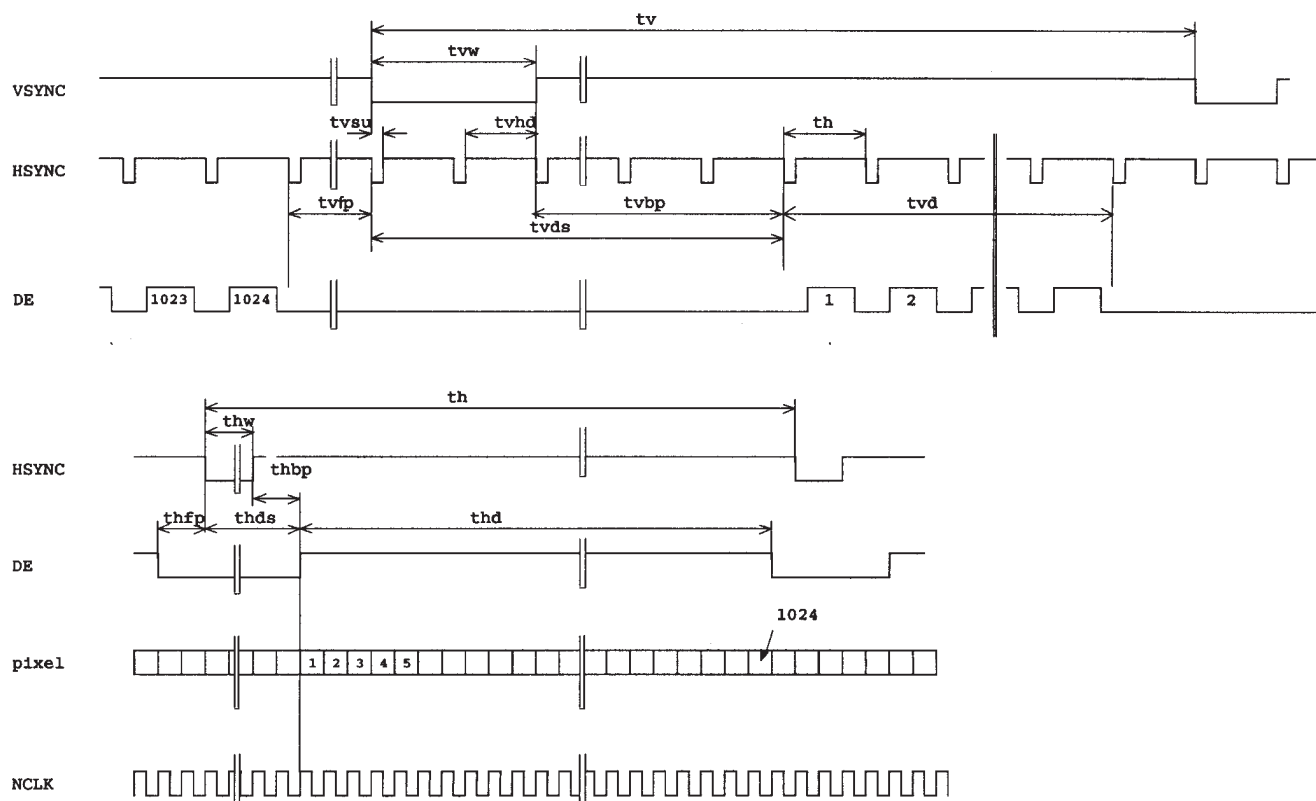 tv
tvw
VSYNC
tvsu
tvhd
th
HSYNC
tvfp
tvbp
tvd
tvds
DE
1023
1024
1
2
th
thw
HSYNC
thbp
thfp
thds
thd
DE
1024
pixel
1
2
3
4
5
NCLK